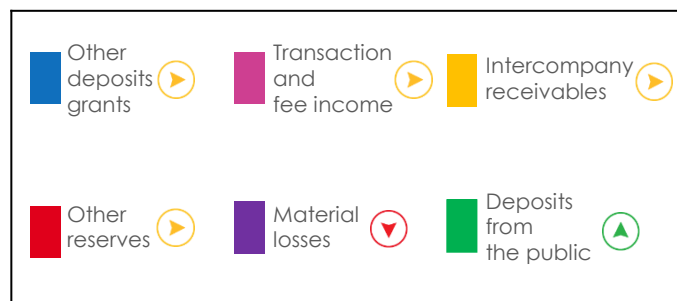 Other
deposits
grants
Transaction
and
fee income
Intercompany
receivables
Other
reserves
Material
losses
Deposits
from
the public